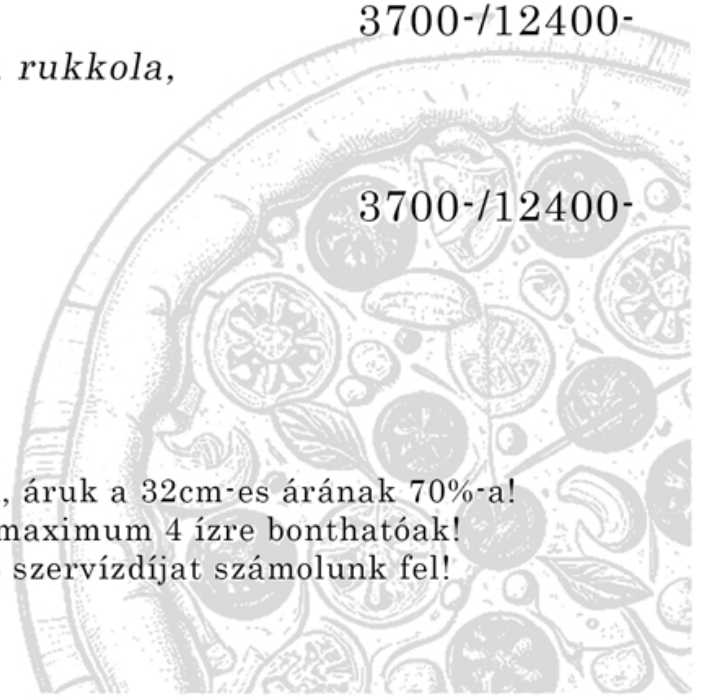 3700-/12400-
rukkola,
3700-/12400-
, áruk a 32cm-es árának 70%-a!
maximum 4 ízre bonthatóak!
szervízdíjat számolunk fel!